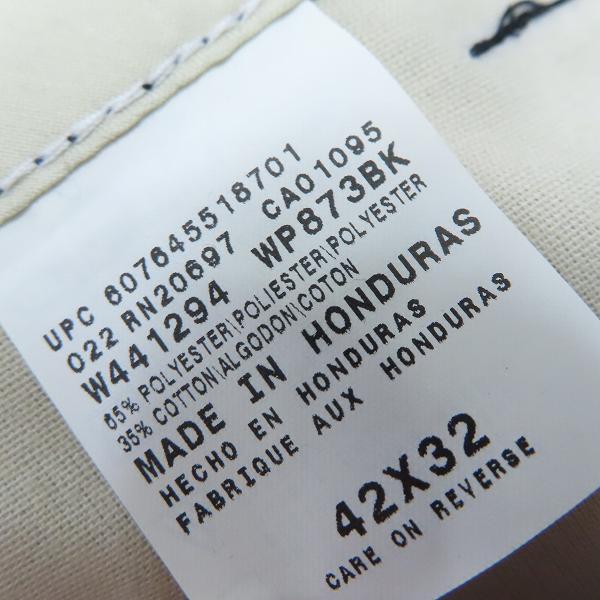 UPC 607645518701
022 RN20697 CA01095
W441294 WP873BK
65% POLYESTER\POLIESTER\POLYESTER
35% COTTON\ALGODON\COTON
MADE IN HONDURAS
HECHO EN HONDURAS
FABRIQUE AUX HONDURAS
42X32
CARE ON REVERSE